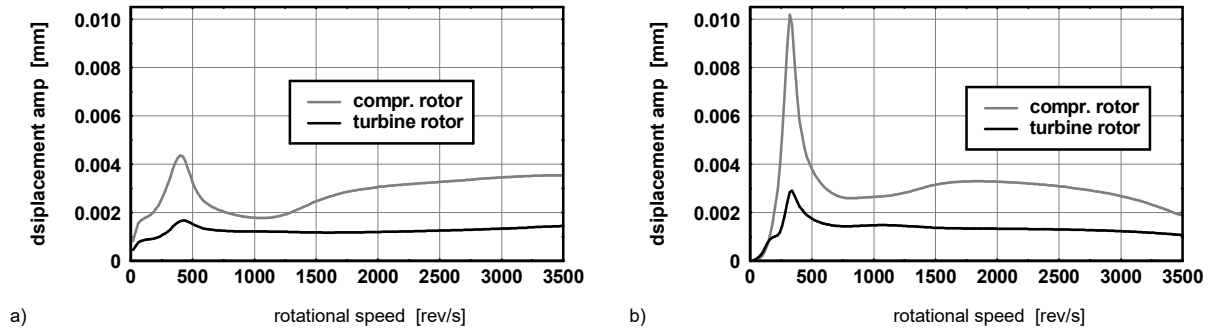 0.010
0.008
0.006
0.004
0.002
0
dsiplacement amp [mm]
compr. rotor
turbine rotor
0 500 1000 1500 2000 2500 3000 3500
a) rotational speed [rev/s]
0.010
0.008
0.006
0.004
0.002
0
dsiplacement amp [mm]
compr. rotor
turbine rotor
0 500 1000 1500 2000 2500 3000 3500
b) rotational speed [rev/s]